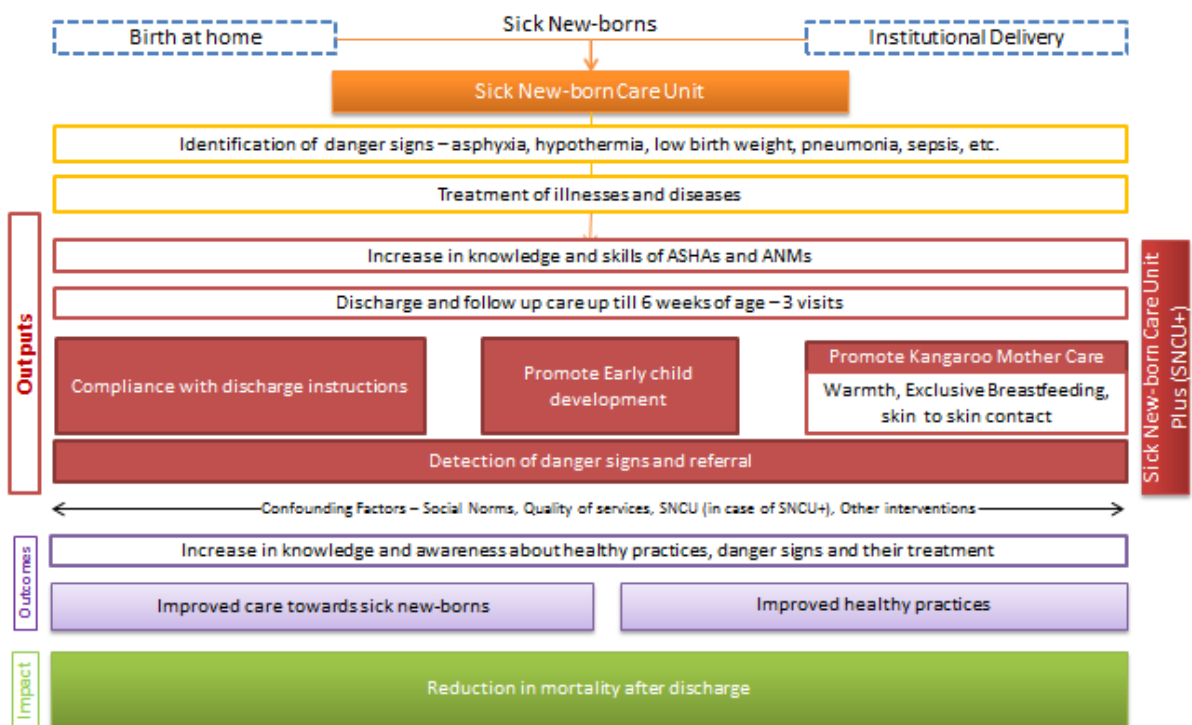 Sick New-borns
Birth at home
Institutional Delivery
Sick New-born Care Unit
Identification of danger signs – asphyxia, hypothermia, low birth weight, pneumonia, sepsis, etc.
Treatment of illnesses and diseases
Outputs
Increase in knowledge and skills of ASHAs and ANMs
Discharge and follow up care up till 6 weeks of age – 3 visits
Compliance with discharge instructions
Promote Early child
development
Promote Kangaroo Mother Care
Warmth, Exclusive Breastfeeding,
skin to skin contact
Detection of danger signs and referral
Sick New-born Care Unit
Plus (SNCU+)
Confounding Factors – Social Norms, Quality of services, SNCU (in case of SNCU+), Other interventions
Outcomes
Increase in knowledge and awareness about healthy practices, danger signs and their treatment
Improved care towards sick new-borns
Improved healthy practices
Impact
Reduction in mortality after discharge